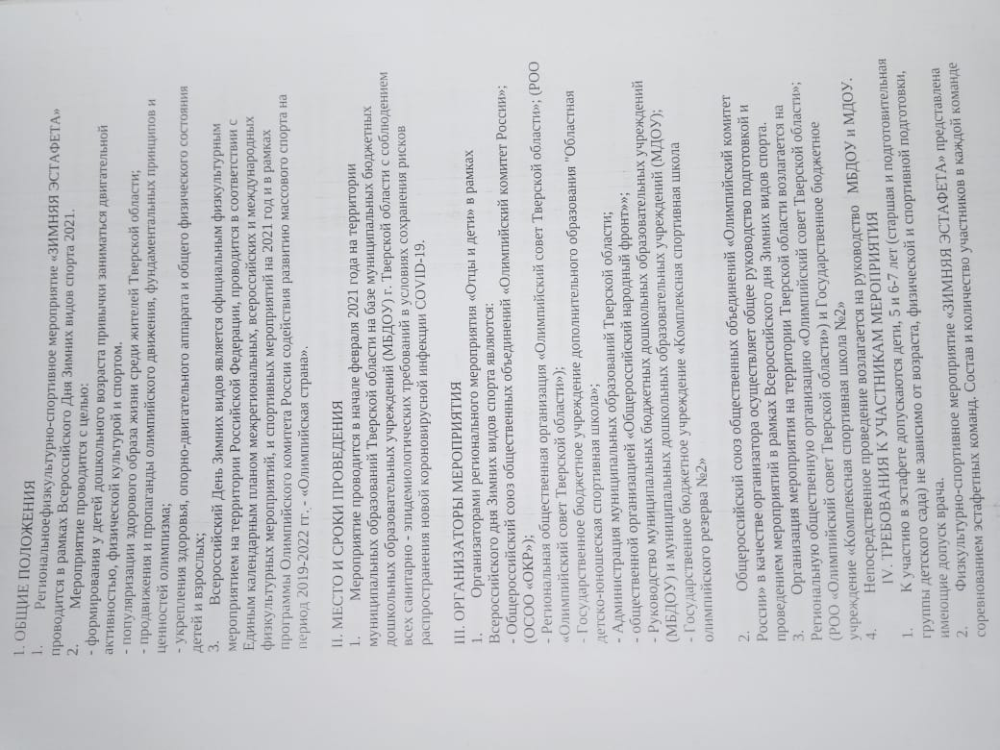 I. ОБЩИЕ ПОЛОЖЕНИЯ
1. Региональноефизкультурно-спортивное мероприятие «ЗИМНЯЯ ЭСТАФЕТА»
проводится в рамках Всероссийского Дня Зимних видов спорта 2021.
2. Мероприятие проводится с целью:
- формирования у детей дошкольного возраста привычки заниматься двигательной
активностью, физической культурой и спортом.
- популяризации здорового образа жизни среди жителей Тверской области;
- продвижения и пропаганды олимпийского движения, фундаментальных принципов и
ценностей олимпизма;
- укрепления здоровья, опорно-двигательного аппарата и общего физического состояния
детей и взрослых;
3. Всероссийский День Зимних видов является официальным физкультурным
мероприятием на территории Российской Федерации, проводится в соответствии с
Единым календарным планом межрегиональных, всероссийских и международных
физкультурных мероприятий, и спортивных мероприятий на 2021 год и в рамках
программы Олимпийского комитета России содействия развитию массового спорта на
период 2019-2022 гг. - «Олимпийская страна».
II. МЕСТО И СРОКИ ПРОВЕДЕНИЯ
1. Мероприятие проводится в начале февраля 2021 года на территории
муниципальных образований Тверской области на базе муниципальных бюджетных
дошкольных образовательных учреждений (МБДОУ) г. Тверской области с соблюдением
всех санитарно - эпидемиологических требований в условиях сохранения рисков
распространения новой короновирусной инфекции COVID-19.
III. ОРГАНИЗАТОРЫ МЕРОПРИЯТИЯ
1. Организаторами регионального мероприятия «Отцы и дети» в рамках
Всероссийского дня Зимних видов спорта являются:
- Общероссийский союз общественных объединений «Олимпийский комитет России»;
(ОСОО «ОКР»);
- Региональная общественная организация «Олимпийский совет Тверской области»; (РОО
«Олимпийский совет Тверской области»);
- Государственное бюджетное учреждение дополнительного образования "Областная
детско-юношеская спортивная школа»;
- Администрация муниципальных образований Тверской области;
- общественной организацией «Общероссийский народный фронт»»;
- Руководство муниципальных бюджетных дошкольных образовательных учреждений
(МБДОУ) и муниципальных дошкольных образовательных учреждений (МДОУ);
- Государственное бюджетное учреждение «Комплексная спортивная школа
олимпийского резерва №2»
2. Общероссийский союз общественных объединений «Олимпийский комитет
России» в качестве организатора осуществляет общее руководство подготовкой и
проведением мероприятий в рамках Всероссийского дня Зимних видов спорта.
3. Организация мероприятия на территории Тверской области возлагается на
Региональную общественную организацию «Олимпийский совет Тверской области»;
(РОО «Олимпийский совет Тверской области») и Государственное бюджетное
учреждение «Комплексная спортивная школа №2»
4. Непосредственное проведение возлагается на руководство МБДОУ и МДОУ.
IV. ТРЕБОВАНИЯ К УЧАСТНИКАМ МЕРОПРИЯТИЯ
1. К участию в эстафете допускаются дети, 5 и 6-7 лет (старшая и подготовительная
группы детского сада) не зависимо от возраста, физической и спортивной подготовки,
имеющие допуск врача.
2. Физкультурно-спортивное мероприятие «ЗИМНЯЯ ЭСТАФЕТА» представлена
соревнованием эстафетных команд. Состав и количество участников в каждой команде